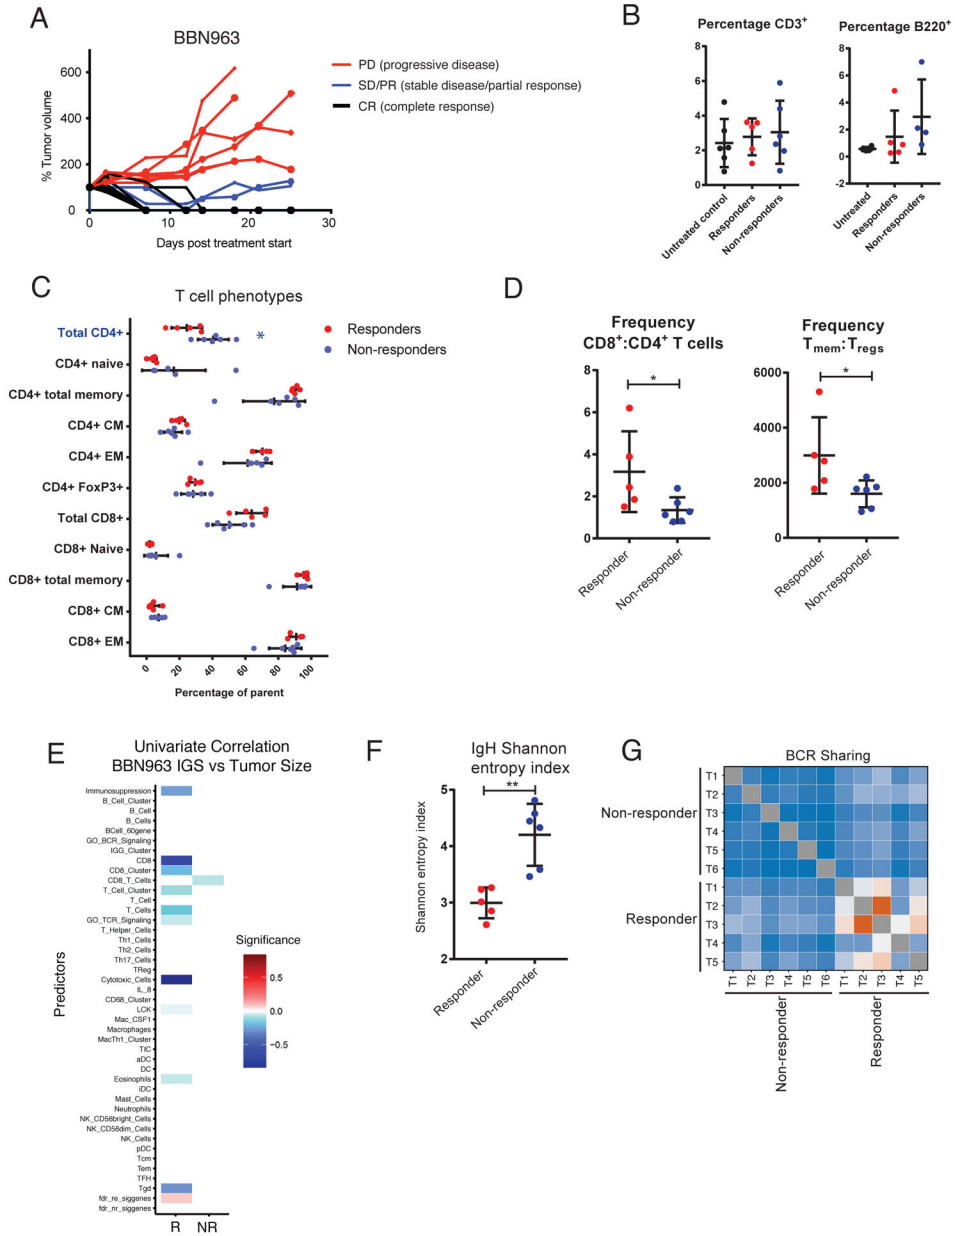 A
BBN963
% Tumor volume
600
400
200
0
0
10
20
30
Days post treatment start
PD (progressive disease)
SD/PR (stable disease/partial response)
CR (complete response)
B
Percentage CD3+
8
6
4
2
0
Untreated control
Responders
Non-responders
Percentage B220+
8
6
4
2
0
-2
Untreated
Responders
Non-responders
C
T cell phenotypes
Total CD4+
CD4+ naive
CD4+ total memory
CD4+ CM
CD4+ EM
CD4+ FoxP3+
Total CD8+
CD8+ Naive
CD8+ total memory
CD8+ CM
CD8+ EM
*
0
20
40
60
80
100
Percentage of parent
Responders
Non-responders
D
Frequency
CD8+:CD4+ T cells
*
8
6
4
2
0
Responder
Non-responder
Frequency
Tmem:Tregs
*
6000
4000
2000
0
Responder
Non-responder
E
Univariate Correlation
BBN963 IGS vs Tumor Size
Predictors
Immunosuppression
B_Cell_Cluster
B_Cell
B_Cells
BCell_60gene
GO_BCR_Signaling
IGG_Cluster
CD8
CD8_Cluster
CD8_T_Cells
T_Cell_Cluster
T_Cell
T_Cells
GO_TCR_Signaling
T_Helper_Cells
Th1_Cells
Th2_Cells
Th17_Cells
TReg
Cytotoxic_Cells
IL_8
CD68_Cluster
LCK
Mac_CSF1
Macrophages
MacTh1_Cluster
TIC
aDC
DC
Eosinophils
iDC
Mast_Cells
Neutrophils
NK_CD56bright_Cells
NK_CD56dim_Cells
NK_Cells
pDC
Tcm
Tem
TFH
Tgd
fdr_re_siggenes
fdr_nr_siggenes
R
NR
Significance
0.5
0.0
−0.5
F
IgH Shannon
entropy index
**
Shannon entropy index
5
4
3
2
Responder
Non-responder
G
BCR Sharing
Non-responder
T1
T2
T3
T4
T5
T6
Responder
T1
T2
T3
T4
T5
T1
T2
T3
T4
T5
T6
T1
T2
T3
T4
T5
Non-responder
Responder